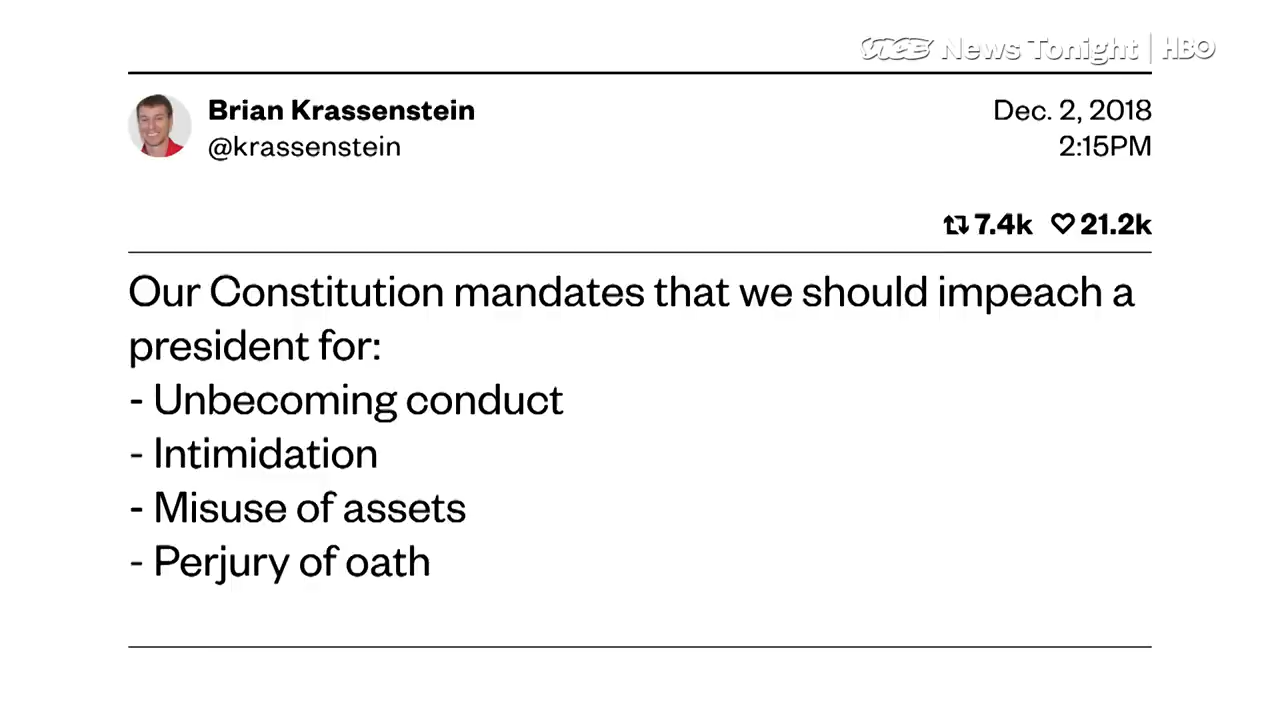 VICE News Tonight | HBO
Brian Krassenstein
Dec. 2, 2018
@krassenstein
2:15PM
7.4k 21.2k
Our Constitution mandates that we should impeach a
president for:
- Unbecoming conduct
- Intimidation
- Misuse of assets
- Perjury of oath